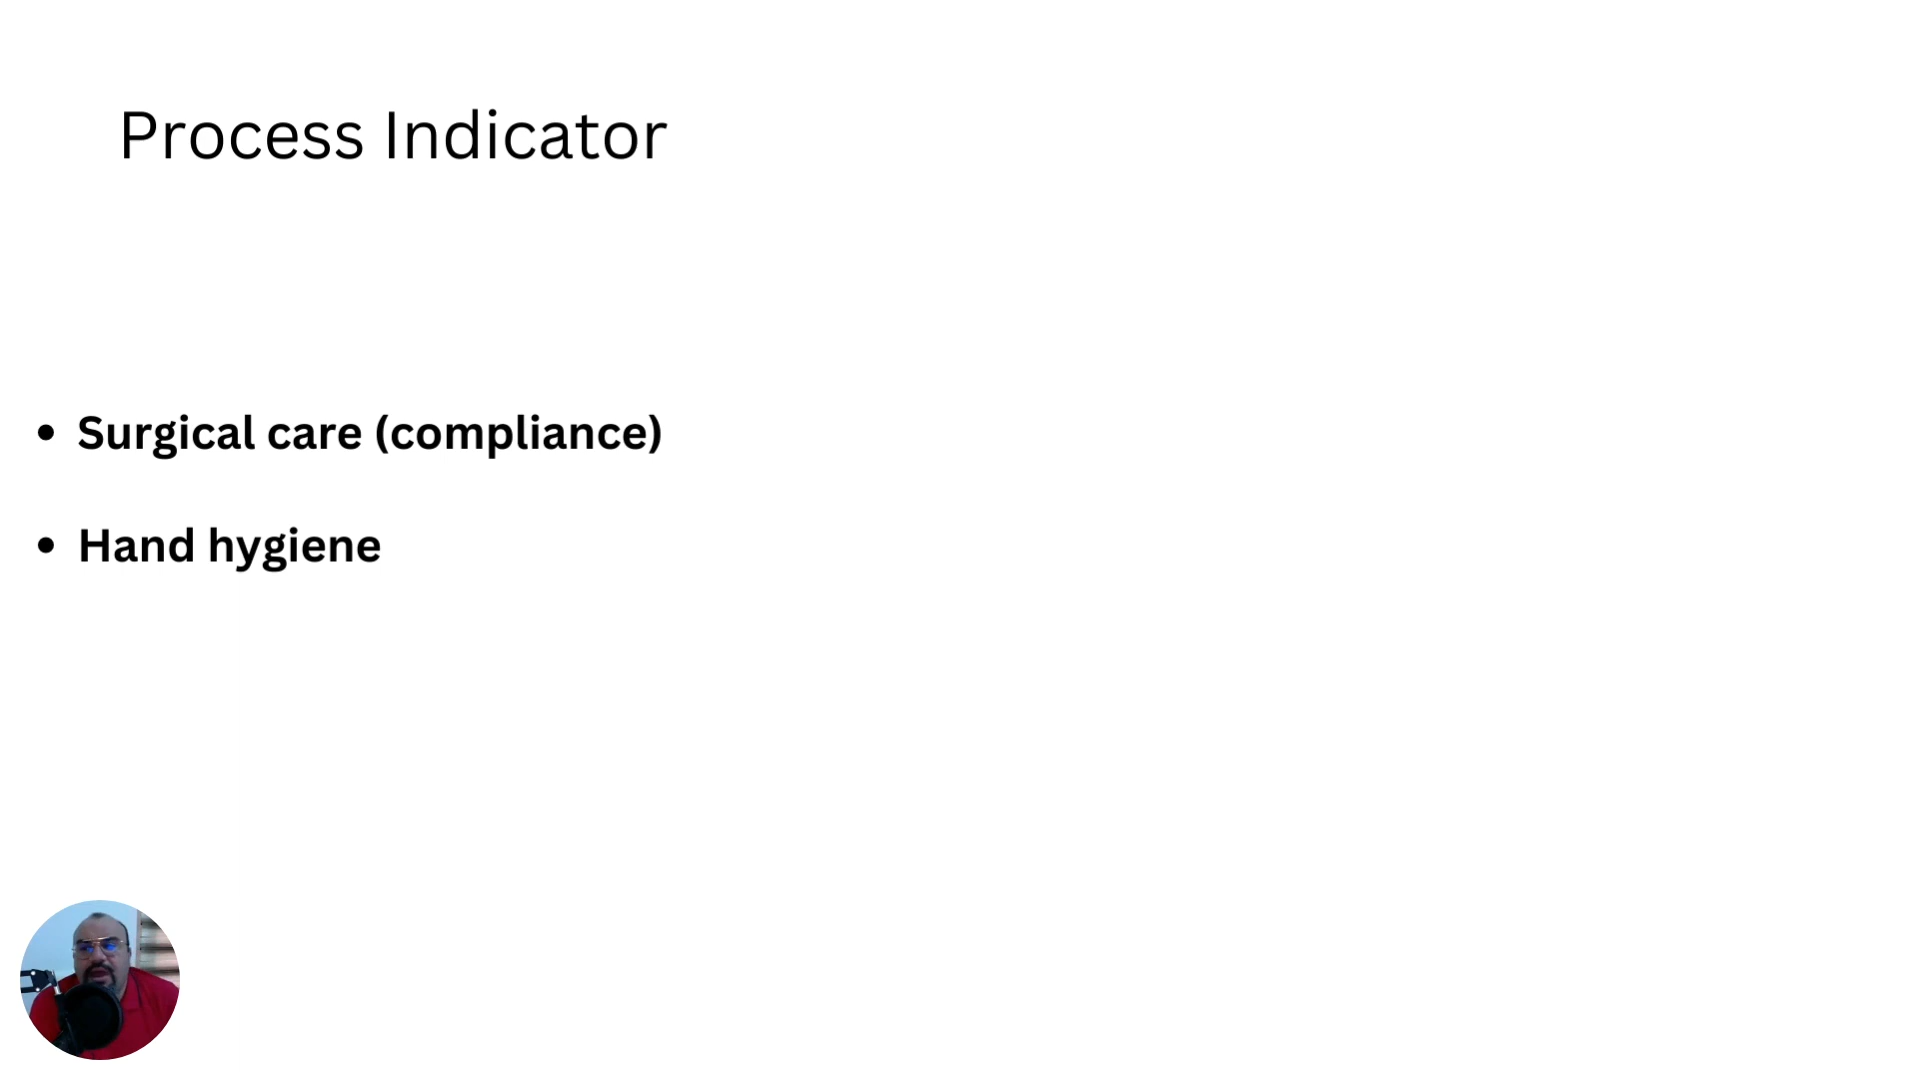 Process Indicator
• Surgical care (compliance)
• Hand hygiene